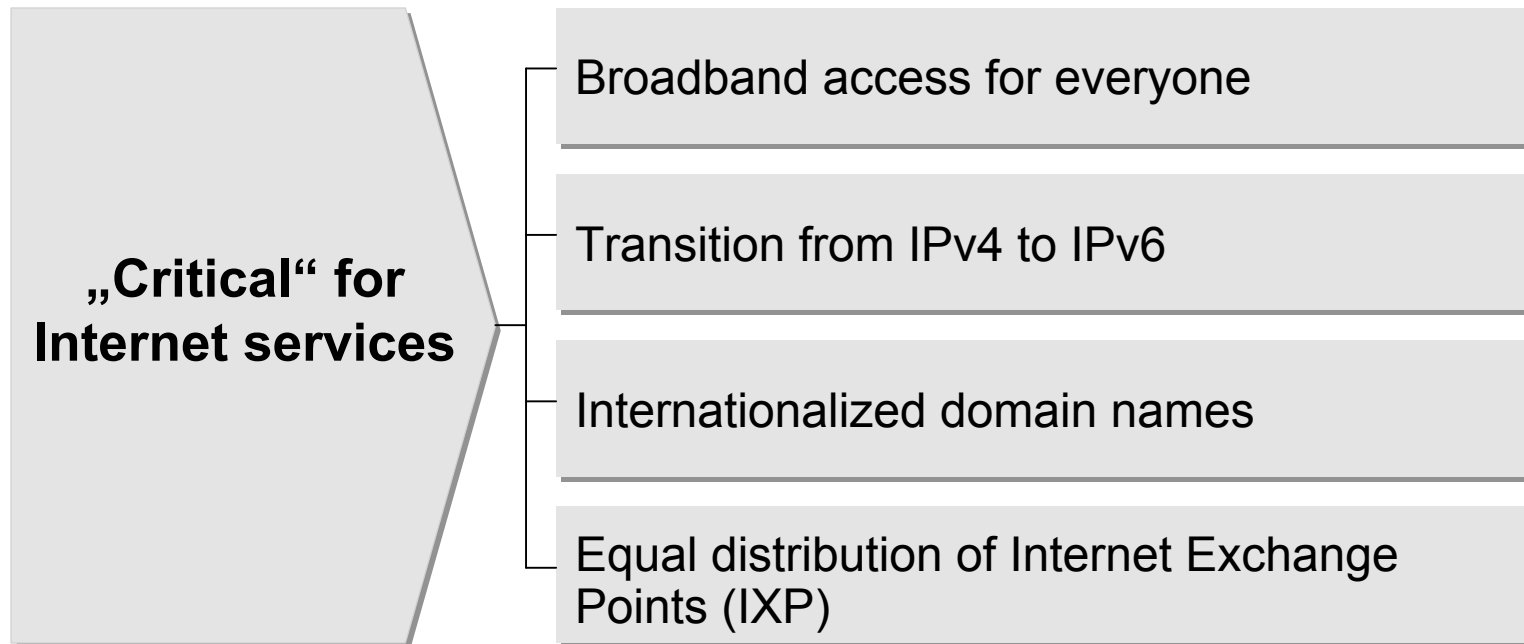 „Critical“ for
Internet services
Broadband access for everyone
Transition from IPv4 to IPv6
Internationalized domain names
Equal distribution of Internet Exchange
Points (IXP)